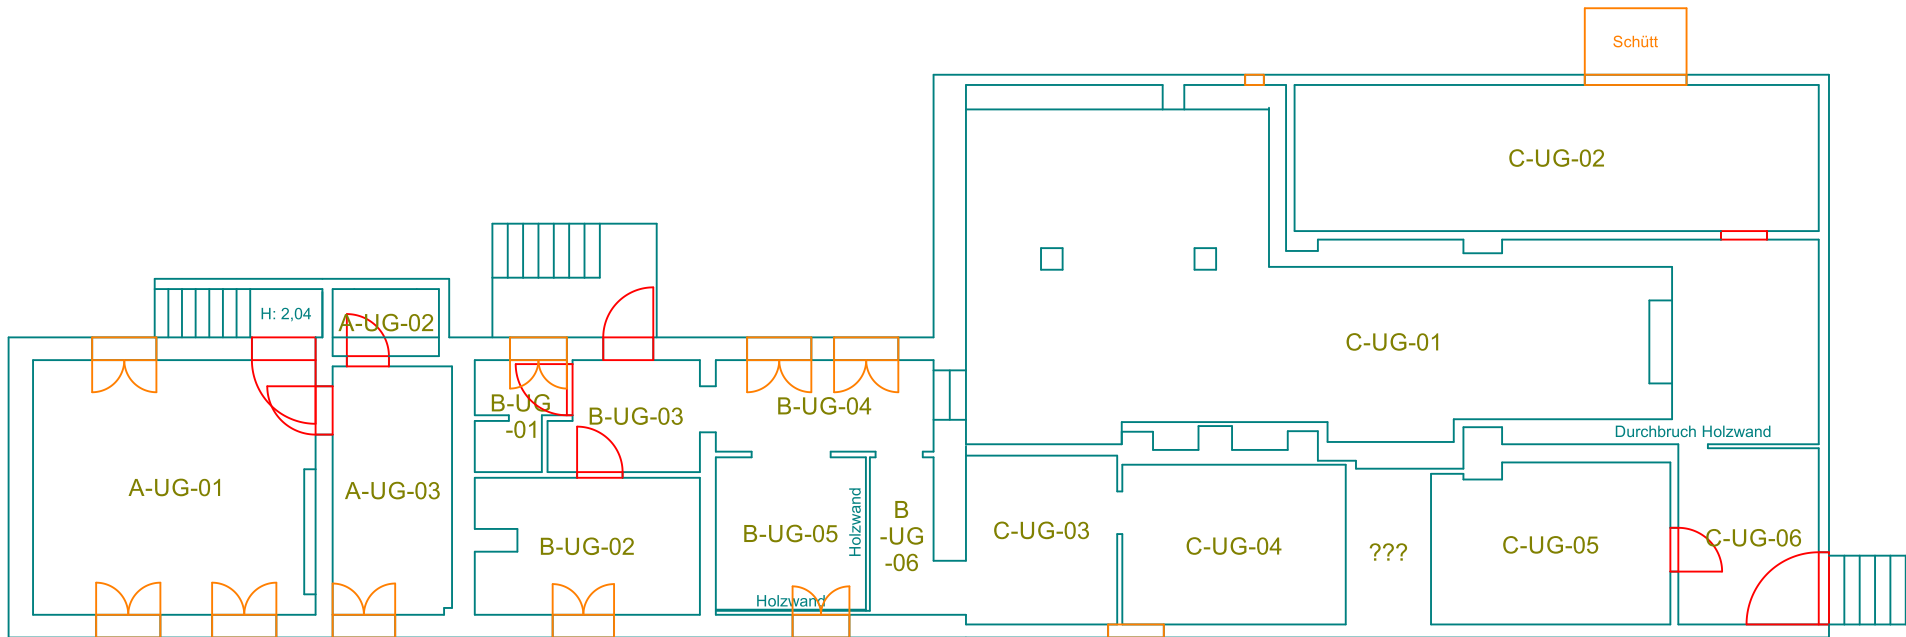 Schütt
C-UG-02
H: 2,04
A-UG-02
C-UG-01
B-UG
-01
B-UG-03
B-UG-04
Durchbruch Holzwand
A-UG-01
A-UG-03
B-UG-02
B-UG-05
Holzwand
Holzwand
B
-UG
-06
C-UG-03
C-UG-04
???
C-UG-05
C-UG-06